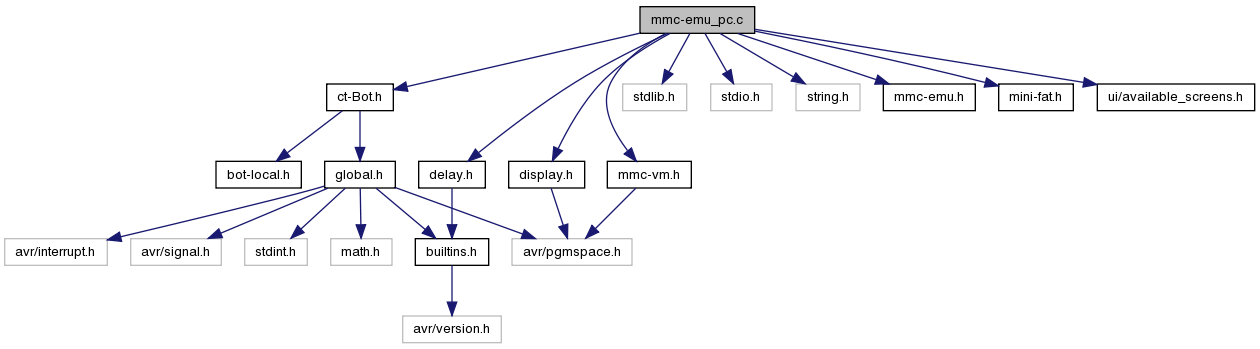 mmc-emu_pc.c
ct-Bot.h
stdlib.h
stdio.h
string.h
mmc-emu.h
mini-fat.h
ui/available_screens.h
bot-local.h
global.h
delay.h
display.h
mmc-vm.h
avr/interrupt.h
avr/signal.h
stdint.h
math.h
builtins.h
avr/pgmspace.h
avr/version.h